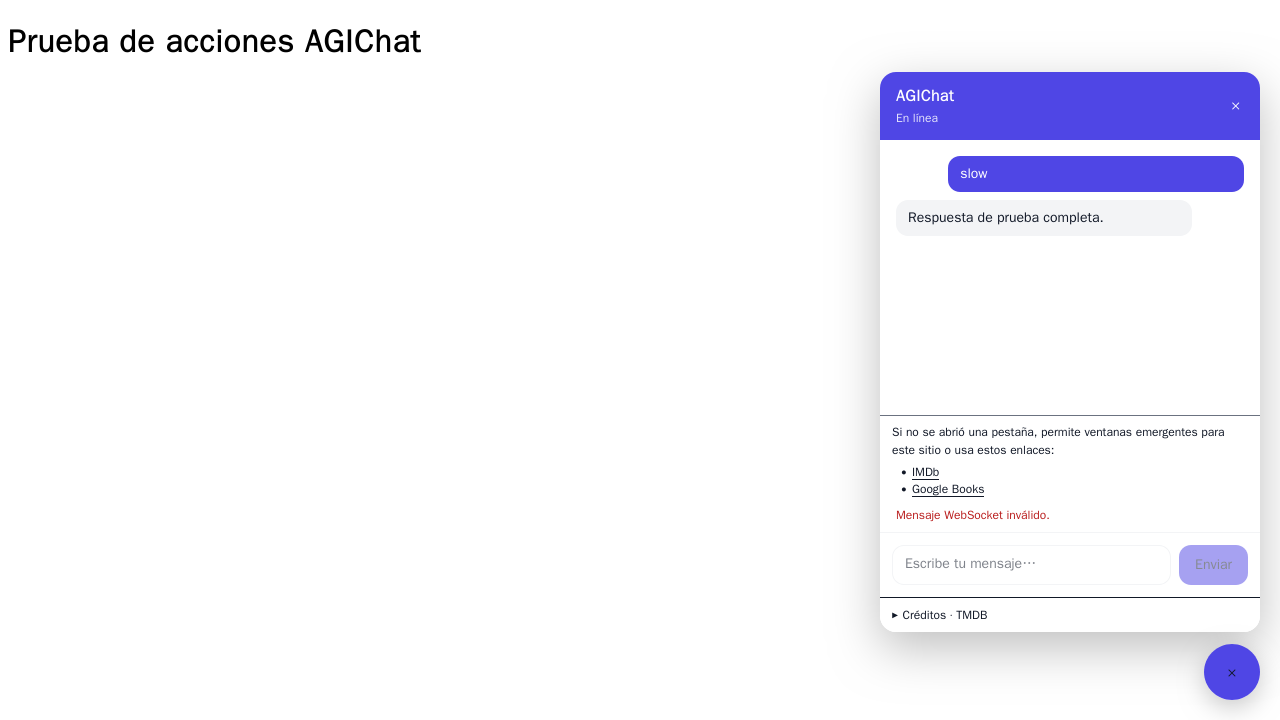 Prueba de acciones AGIChat
AGIChat
En línea
×
slow
Respuesta de prueba completa.
Si no se abrió una pestaña, permite ventanas emergentes para
este sitio o usa estos enlaces:
• IMDb
• Google Books
Mensaje WebSocket inválido.
Escribe tu mensaje…
Enviar
▸ Créditos · TMDB
×